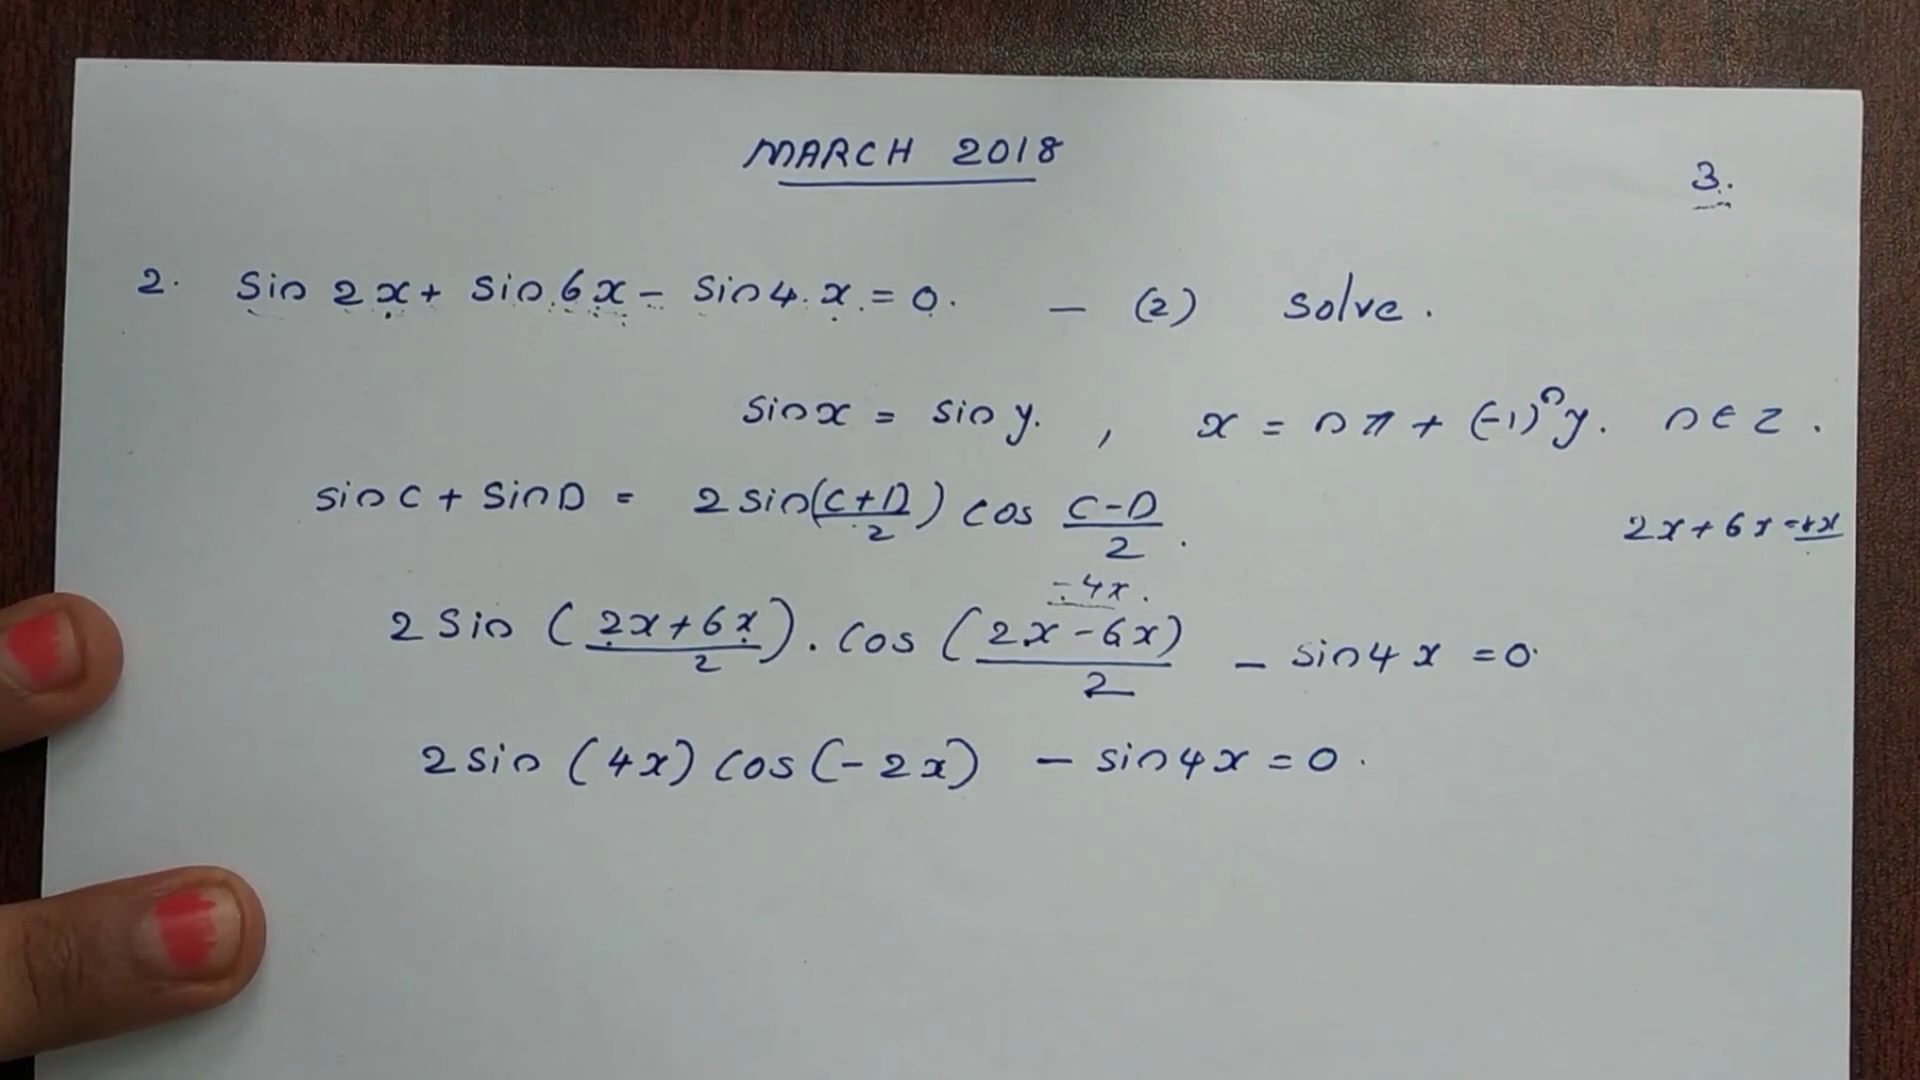 MARCH 2018
3.
2. Sin 2x + Sin 6x - Sin 4x = 0. - (2) Solve.
Sin x = Sin y. , x = nπ + (-1)ⁿy. n ∈ Z.
Sin C + Sin D = 2 Sin (C+D)/2 Cos (C-D)/2.
2x + 6x
= -4x.
2 Sin (2x+6x)/2 . Cos (2x-6x)/2 - Sin 4x = 0.
2 Sin (4x) Cos (-2x) - Sin 4x = 0.